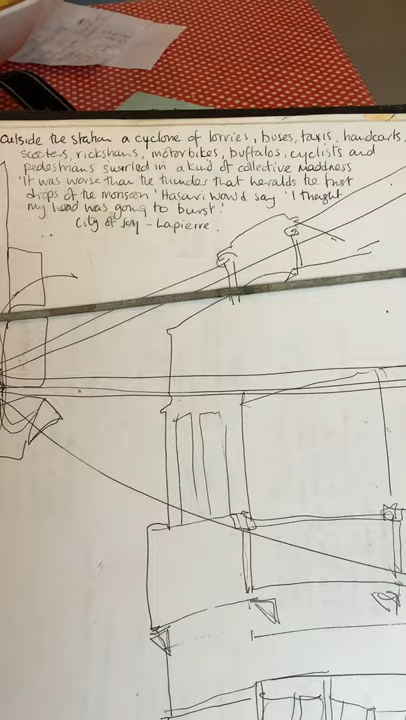 Outside the station a cyclone of lorries, buses, taxis, handcarts,
scooters, rickshaws, motorbikes, buffalos, cyclists and
pedestrians swirled in a kind of collective madness
'It was worse than the thunder that heralds the first
drops of the monsoon' Hasari would say 'I thought
my head was going to burst!'
City of Joy - Lapierre.